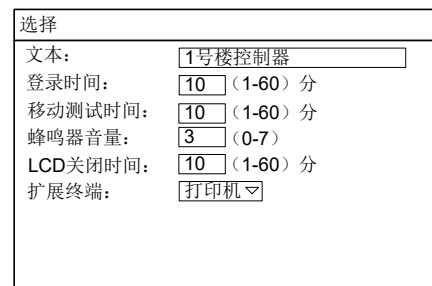 选择
文本： 1号楼控制器
登录时间： 10 （1-60）分
移动测试时间： 10 （1-60）分
蜂鸣器音量： 3 （0-7）
LCD关闭时间： 10 （1-60）分
扩展终端： 打印机